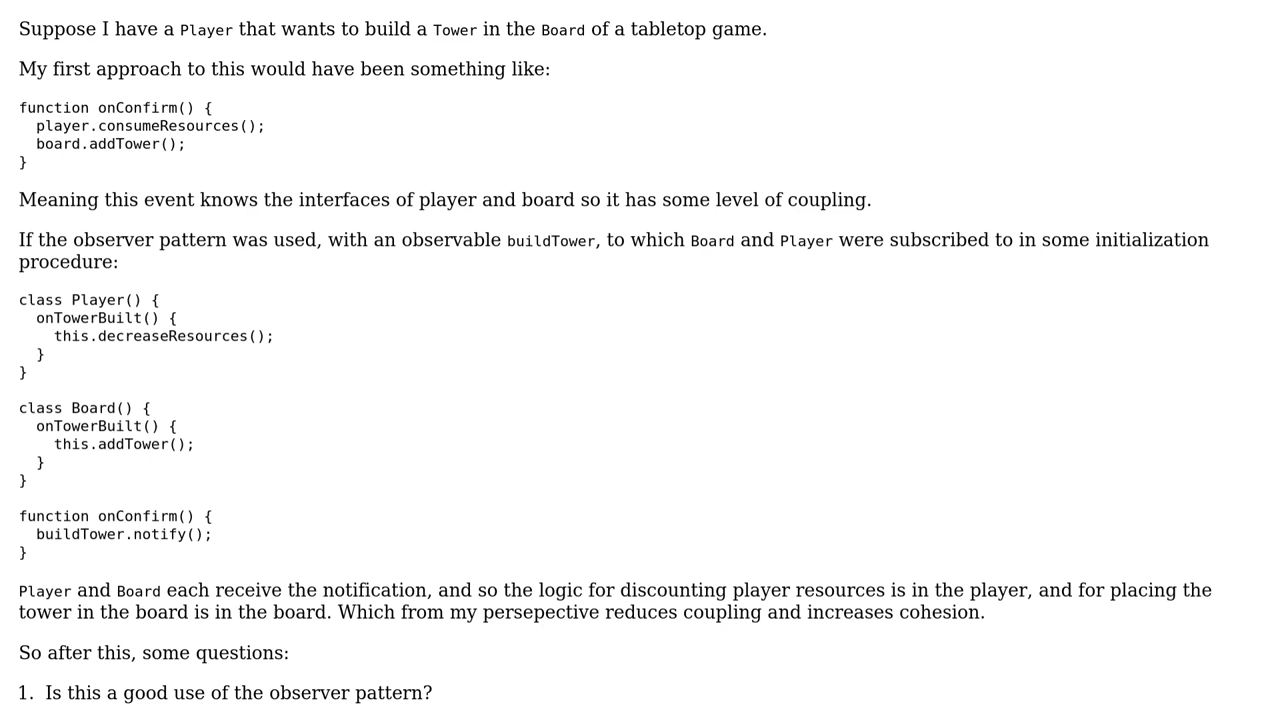 Suppose I have a Player that wants to build a Tower in the Board of a tabletop game.
My first approach to this would have been something like:
function onConfirm() {
  player.consumeResources();
  board.addTower();
}
Meaning this event knows the interfaces of player and board so it has some level of coupling.
If the observer pattern was used, with an observable buildTower, to which Board and Player were subscribed to in some initialization
procedure:
class Player() {
  onTowerBuilt() {
    this.decreaseResources();
  }
}
class Board() {
  onTowerBuilt() {
    this.addTower();
  }
}
function onConfirm() {
  buildTower.notify();
}
Player and Board each receive the notification, and so the logic for discounting player resources is in the player, and for placing the
tower in the board is in the board. Which from my persepective reduces coupling and increases cohesion.
So after this, some questions:
1. Is this a good use of the observer pattern?